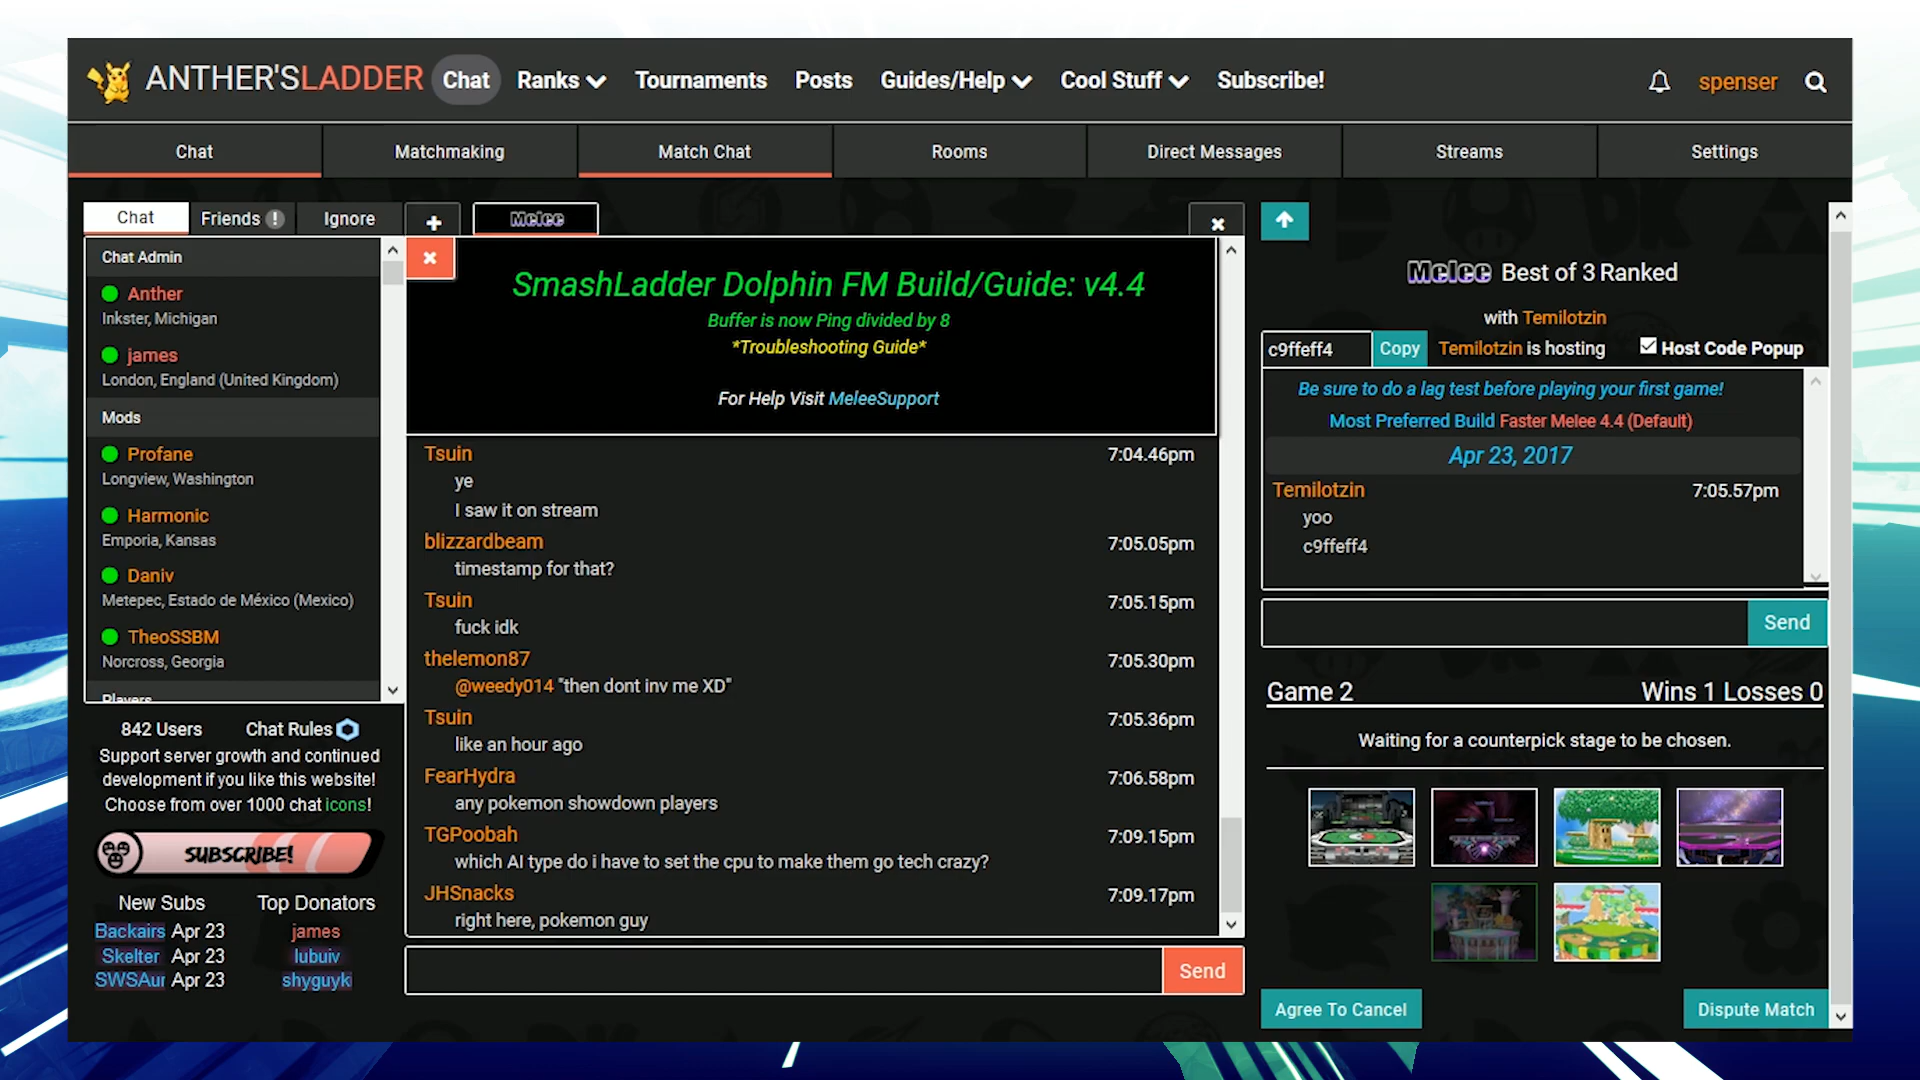 ANTHER'SLADDER Chat Ranks Tournaments Posts Guides/Help Cool Stuff Subscribe! spenser
Chat Matchmaking Match Chat Rooms Direct Messages Streams Settings
Chat Friends ! Ignore
Chat Admin
Anther
Inkster, Michigan
james
London, England (United Kingdom)
Mods
Profane
Longview, Washington
Harmonic
Emporia, Kansas
Daniv
Metepec, Estado de México (Mexico)
TheoSSBM
Norcross, Georgia
Players
842 Users Chat Rules
Support server growth and continued
development if you like this website!
Choose from over 1000 chat icons!
SUBSCRIBE!
New Subs Top Donators
Backairs Apr 23 james
Skelter Apr 23 lubuiv
SWSAur Apr 23 shyguyk
+ Melee
SmashLadder Dolphin FM Build/Guide: v4.4
Buffer is now Ping divided by 8
*Troubleshooting Guide*
For Help Visit MeleeSupport
Tsuin 7:04.46pm
ye
I saw it on stream
blizzardbeam 7:05.05pm
timestamp for that?
Tsuin 7:05.15pm
fuck idk
thelemon87 7:05.30pm
@weedy014 "then dont inv me XD"
Tsuin 7:05.36pm
like an hour ago
FearHydra 7:06.58pm
any pokemon showdown players
TGPoobah 7:09.15pm
which AI type do i have to set the cpu to make them go tech crazy?
JHSnacks 7:09.17pm
right here, pokemon guy
Send
Melee Best of 3 Ranked
with Temilotzin
c9ffeff4 Copy Temilotzin is hosting Host Code Popup
Be sure to do a lag test before playing your first game!
Most Preferred Build Faster Melee 4.4 (Default)
Apr 23, 2017
Temilotzin 7:05.57pm
yoo
c9ffeff4
Send
Game 2 Wins 1 Losses 0
Waiting for a counterpick stage to be chosen.
Agree To Cancel Dispute Match